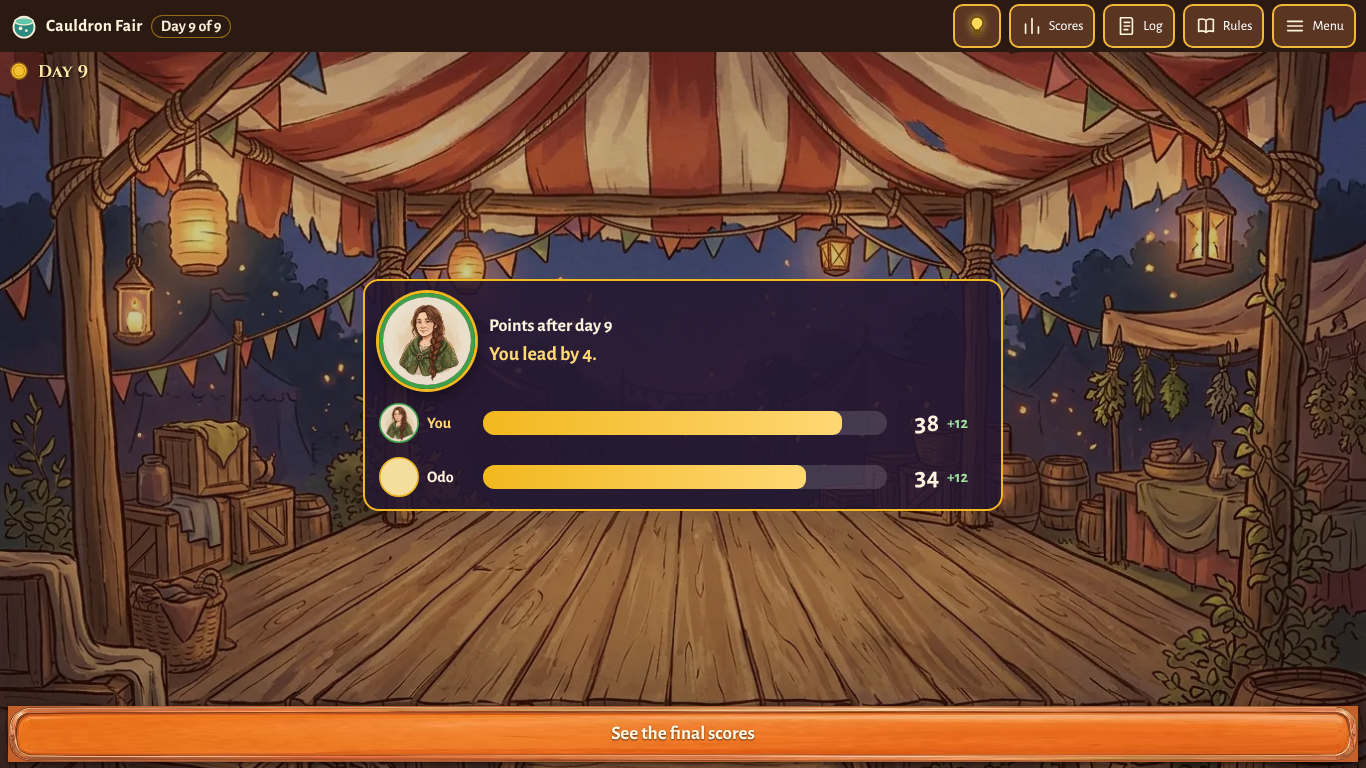 Cauldron Fair
Day 9 of 9
Scores
Log
Rules
Menu
Day 9
Points after day 9
You lead by 4.
You
38 +12
Odo
34 +12
See the final scores